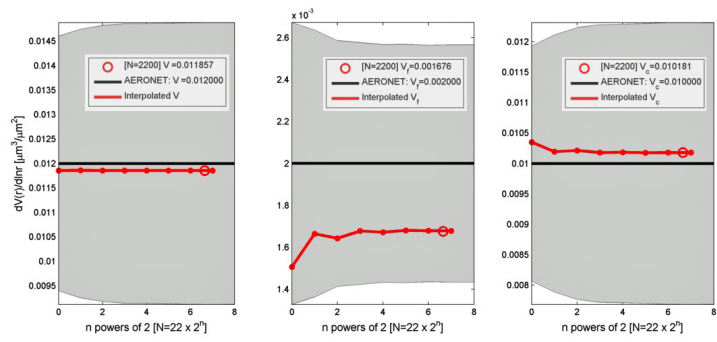 dV(r)/dlnr [μm³/μm²]
0.0145
0.014
0.0135
0.013
0.0125
0.012
0.0115
0.011
0.0105
0.01
0.0095
[N=2200] V =0.011857
AERONET: V =0.012000
Interpolated V
0 2 4 6 8
n powers of 2 [N=22 x 2ⁿ]
x 10⁻³
2.6
2.4
2.2
2
1.8
1.6
1.4
[N=2200] V_f=0.001676
AERONET: V_f=0.002000
Interpolated V_f
0 2 4 6 8
n powers of 2 [N=22 x 2ⁿ]
0.012
0.0115
0.011
0.0105
0.01
0.0095
0.009
0.0085
0.008
[N=2200] V_c=0.010181
AERONET: V_c=0.010000
Interpolated V_c
0 2 4 6 8
n powers of 2 [N=22 x 2ⁿ]